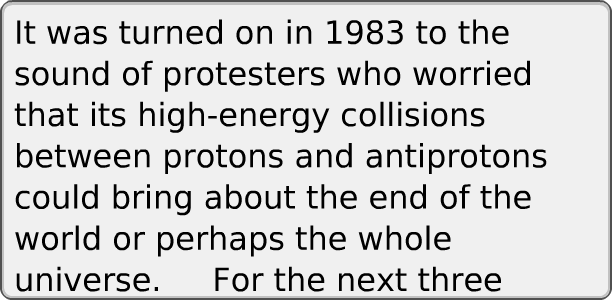 It was turned on in 1983 to the
sound of protesters who worried
that its high-energy collisions
between protons and antiprotons
could bring about the end of the
world or perhaps the whole
universe.     For the next three